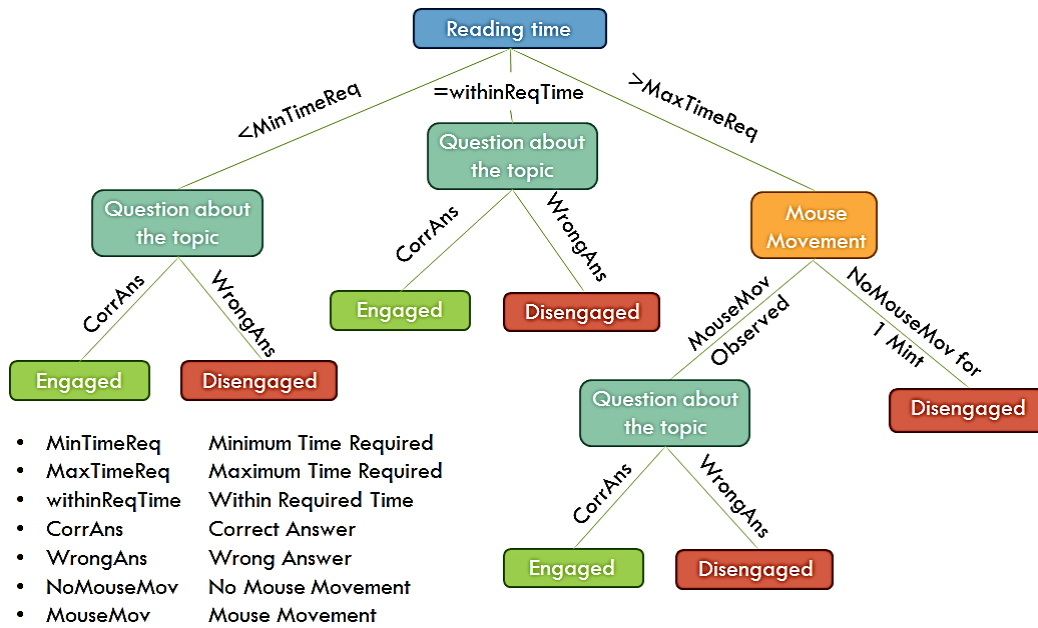 Reading time
<MinTimeReq
=withinReqTime
>MaxTimeReq
Question about
the topic
Question about
the topic
Mouse
Movement
CorrAns
WrongAns
CorrAns
WrongAns
MouseMov
Observed
NoMouseMov for
1 Mint
Engaged
Disengaged
Engaged
Disengaged
Question about
the topic
Disengaged
CorrAns
WrongAns
Engaged
Disengaged
• MinTimeReq Minimum Time Required
• MaxTimeReq Maximum Time Required
• withinReqTime Within Required Time
• CorrAns Correct Answer
• WrongAns Wrong Answer
• NoMouseMov No Mouse Movement
• MouseMov Mouse Movement